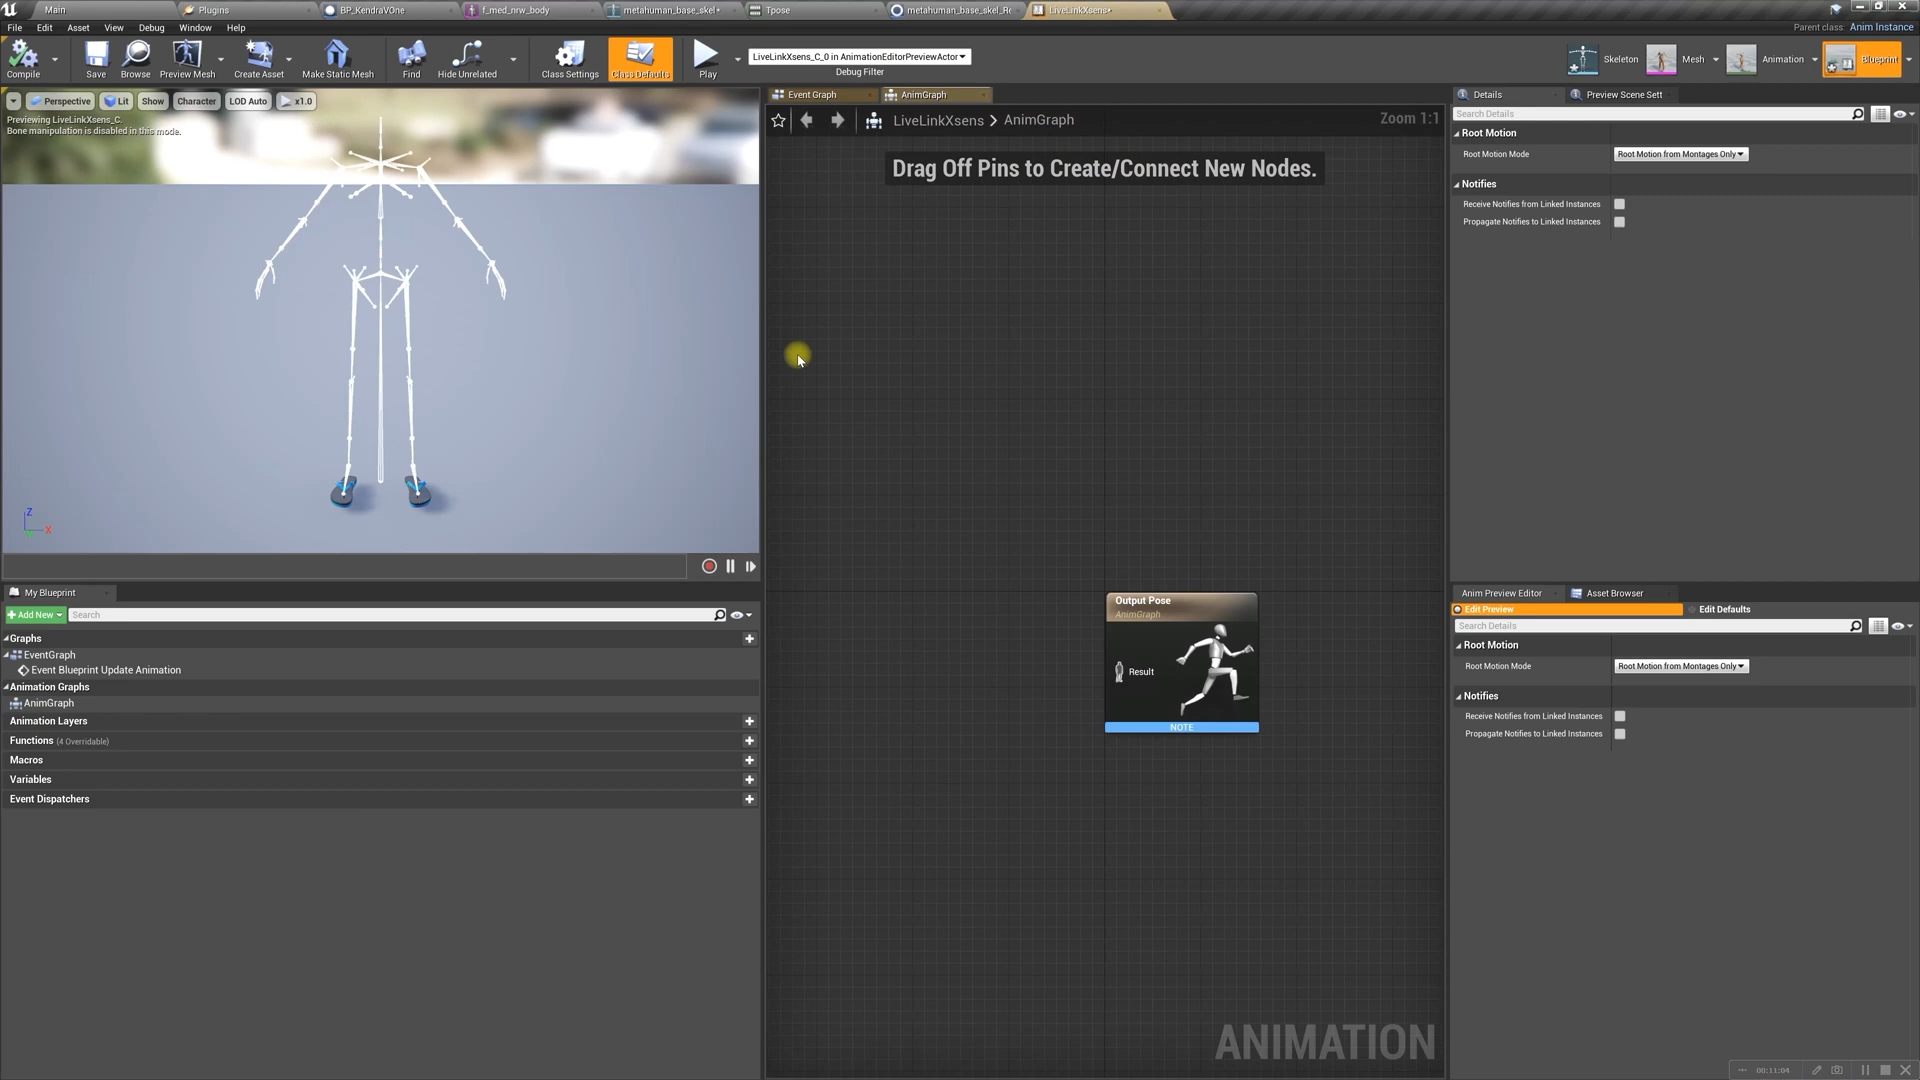 Main
Plugins
BP_KendraVOne
f_med_nrw_body
metahuman_base_skel*
Tpose
metahuman_base_skel_Re
LiveLinkXsens*
File
Edit
Asset
View
Debug
Window
Help
Parent class: Anim Instance
Compile
Save
Browse
Preview Mesh
Create Asset
Make Static Mesh
Find
Hide Unrelated
Class Settings
Class Defaults
Play
LiveLinkXsens_C_0 in AnimationEditorPreviewActor
Debug Filter
Skeleton
Mesh
Animation
Blueprint
Perspective
Lit
Show
Character
LOD Auto
x1.0
Previewing LiveLinkXsens_C.
Bone manipulation is disabled in this mode.
Z
X
My Blueprint
Add New
Search
Graphs
EventGraph
Event Blueprint Update Animation
Animation Graphs
AnimGraph
Animation Layers
Functions (4 Overridable)
Macros
Variables
Event Dispatchers
Event Graph
AnimGraph
LiveLinkXsens > AnimGraph
Zoom 1:1
Drag Off Pins to Create/Connect New Nodes.
Output Pose
AnimGraph
Result
NOTE
ANIMATION
Details
Preview Scene Sett
Search Details
Root Motion
Root Motion Mode
Root Motion from Montages Only
Notifies
Receive Notifies from Linked Instances
Propagate Notifies to Linked Instances
Anim Preview Editor
Asset Browser
Edit Preview
Edit Defaults
Search Details
Root Motion
Root Motion Mode
Root Motion from Montages Only
Notifies
Receive Notifies from Linked Instances
Propagate Notifies to Linked Instances
00:11:04